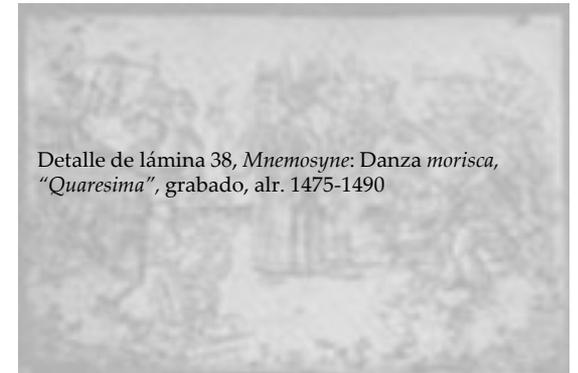 Detalle de lámina 38, Mnemosyne: Danza morisca,
“Quaresima”, grabado, alr. 1475-1490